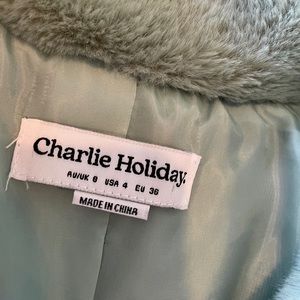 Charlie Holiday.
AU/UK 8 USA 4 EU 36
MADE IN CHINA